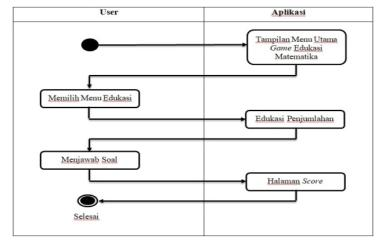 User
Aplikasi
Tampilan Menu Utama
Game Edukasi
Matematika
Memilih Menu Edukasi
Edukasi Penjumlahan
Menjawab Soal
Halaman Score
Selesai